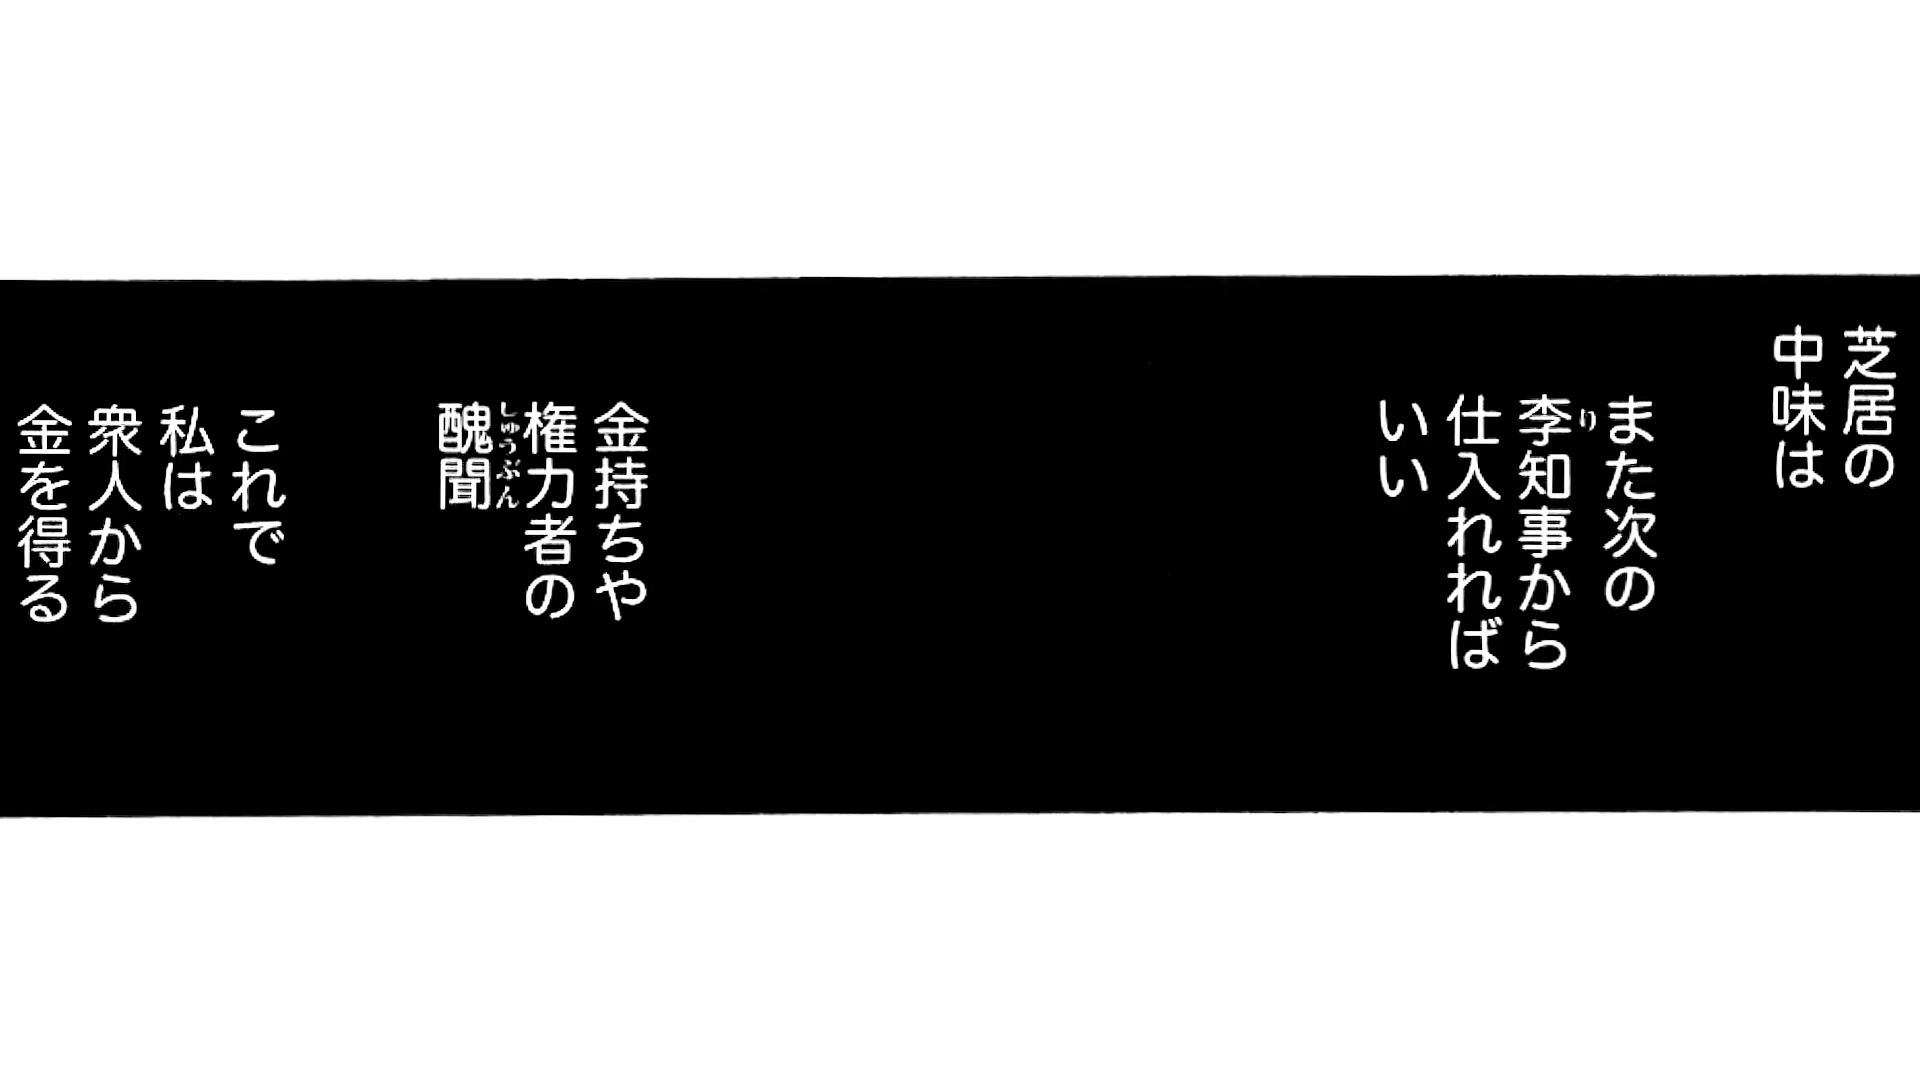 芝居の
中味は
また次の
李知事から
仕入れれば
いい
金持ちや
権力者の
醜聞
これで
私は
衆人から
金を得る